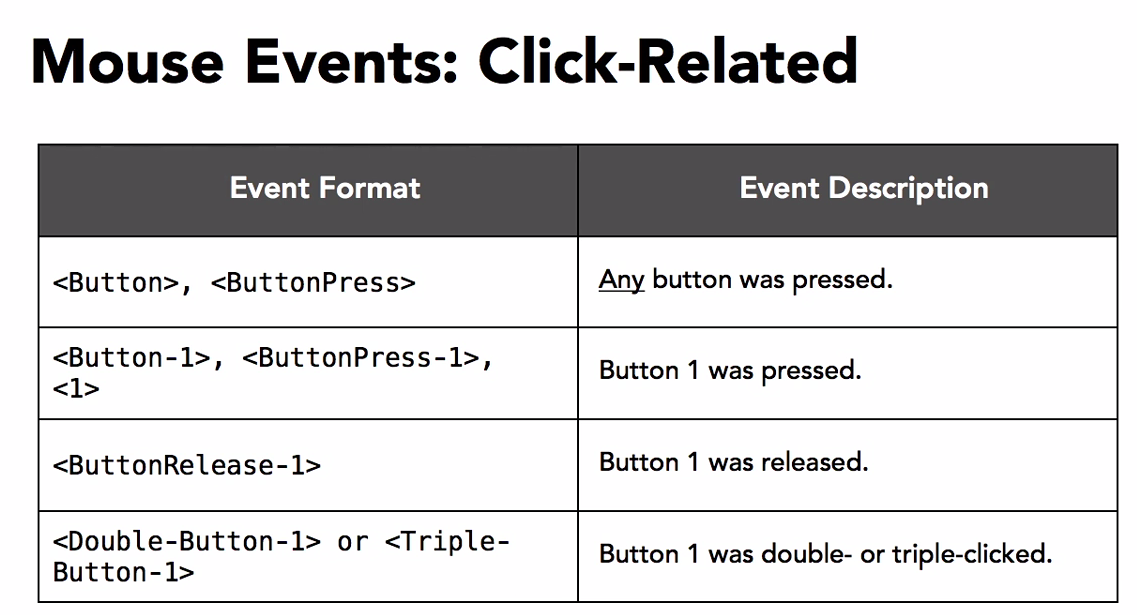 Mouse Events: Click-Related
Event Format
Event Description
<Button>, <ButtonPress>
Any button was pressed.
<Button-1>, <ButtonPress-1>,
<1>
Button 1 was pressed.
<ButtonRelease-1>
Button 1 was released.
<Double-Button-1> or <Triple-
Button-1>
Button 1 was double- or triple-clicked.